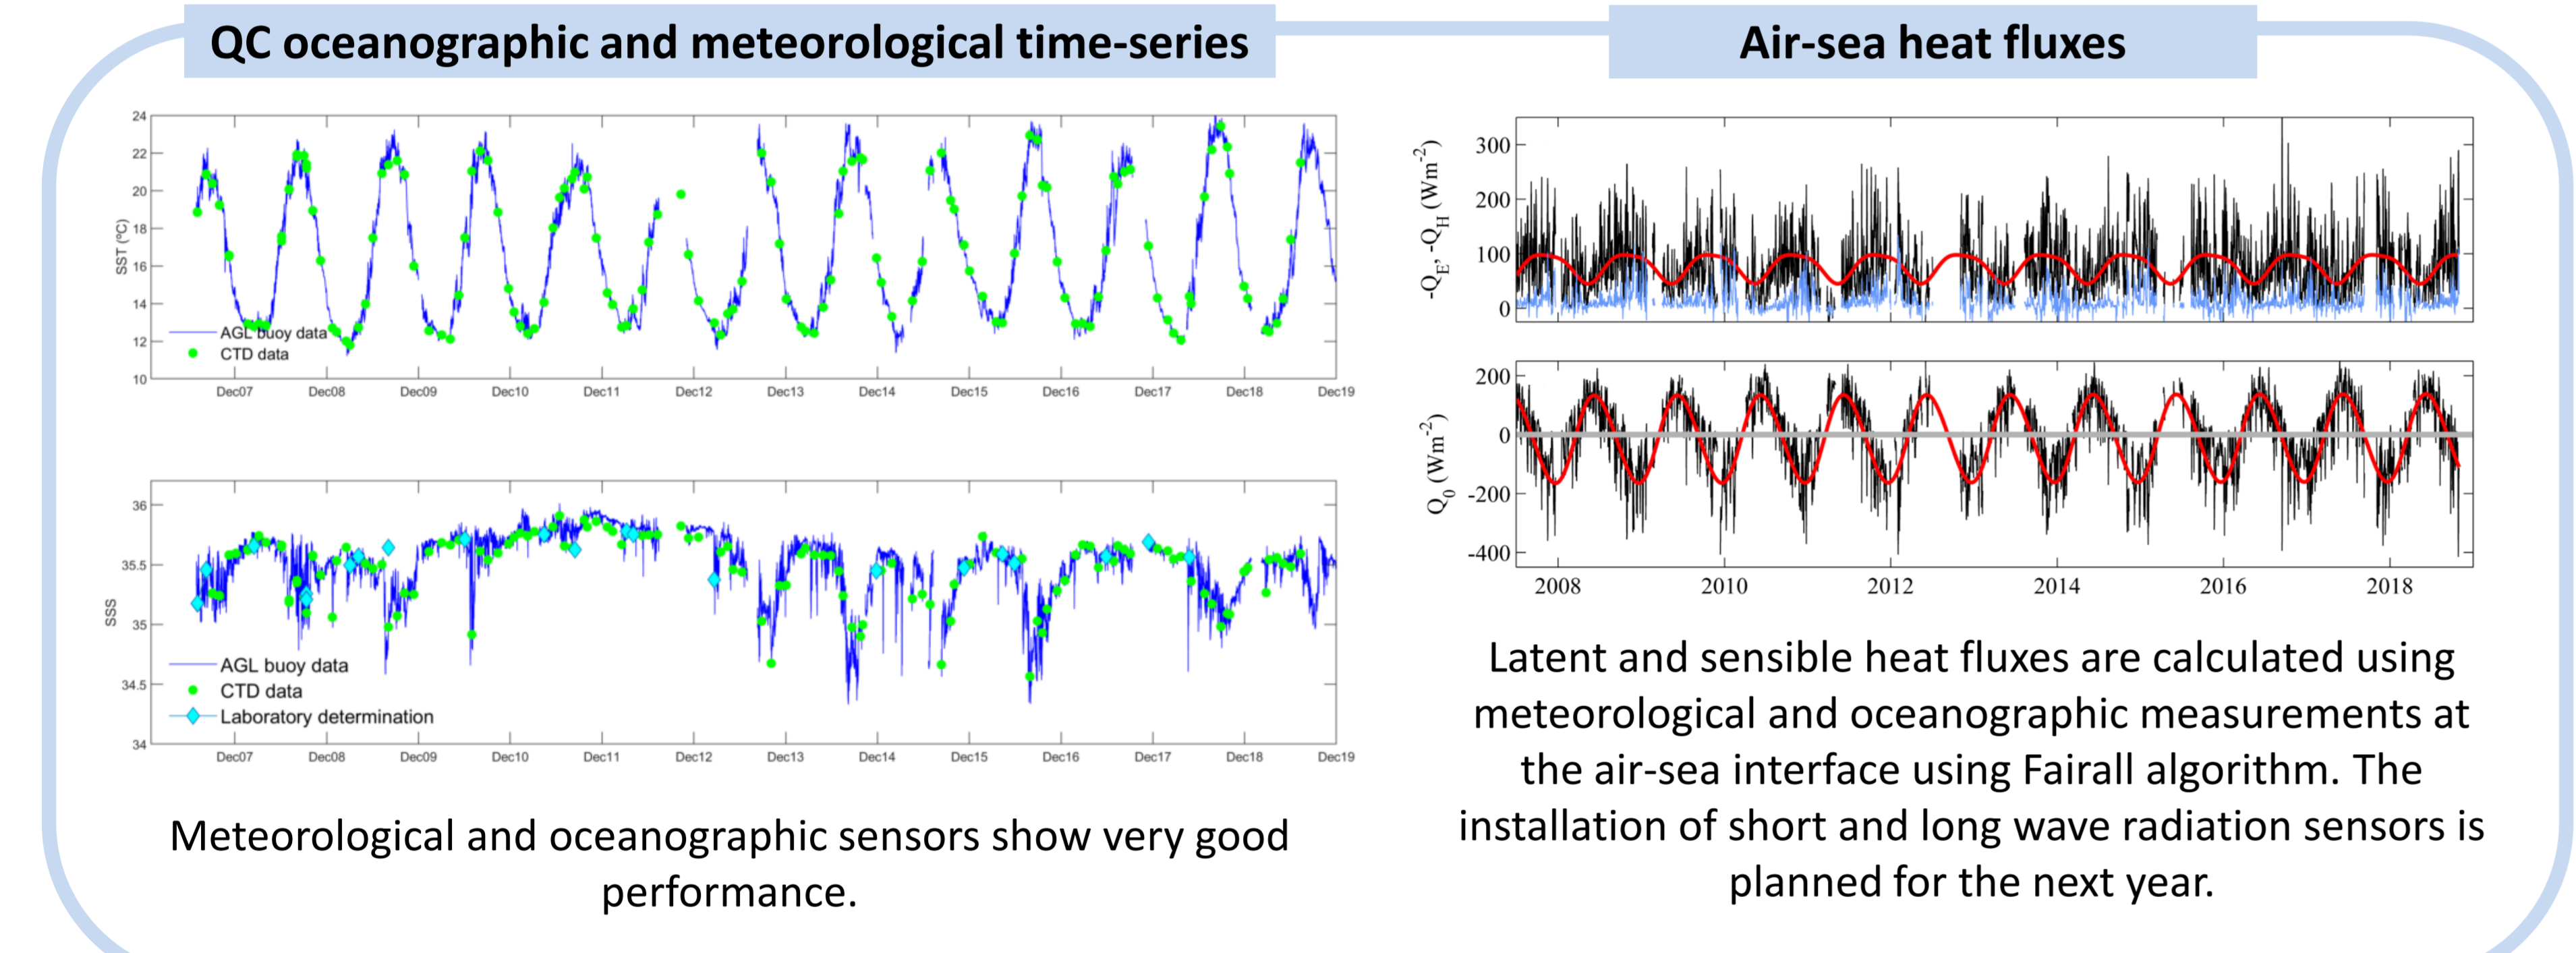 QC oceanographic and meteorological time-series
24
22
20
18
16
14
12
10
SST (ºC)
AGL buoy data
CTD data
Dec07 Dec08 Dec09 Dec10 Dec11 Dec12 Dec13 Dec14 Dec15 Dec16 Dec17 Dec18 Dec19
36
35.5
35
34.5
34
SSS
AGL buoy data
CTD data
Laboratory determination
Dec07 Dec08 Dec09 Dec10 Dec11 Dec12 Dec13 Dec14 Dec15 Dec16 Dec17 Dec18 Dec19
Meteorological and oceanographic sensors show very good
performance.
Air-sea heat fluxes
300
200
100
0
-QE, -QH (Wm-2)
200
0
-200
-400
Q0 (Wm-2)
2008 2010 2012 2014 2016 2018
Latent and sensible heat fluxes are calculated using
meteorological and oceanographic measurements at
the air-sea interface using Fairall algorithm. The
installation of short and long wave radiation sensors is
planned for the next year.